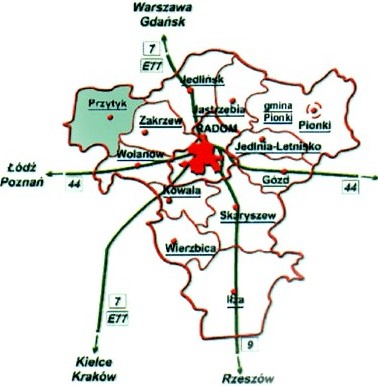 Warszawa
Gdańsk
7
E77
Jedlińsk
Przytyk
Jastrzębia
gmina
Pionki
Pionki
Zakrzew
RADOM
Jedlnia-Letnisko
Wolanów
Łódź
Poznań
44
Gózd
44
Kowala
Skaryszew
Wierzbica
Iłża
7
E77
9
Kielce
Kraków
Rzeszów